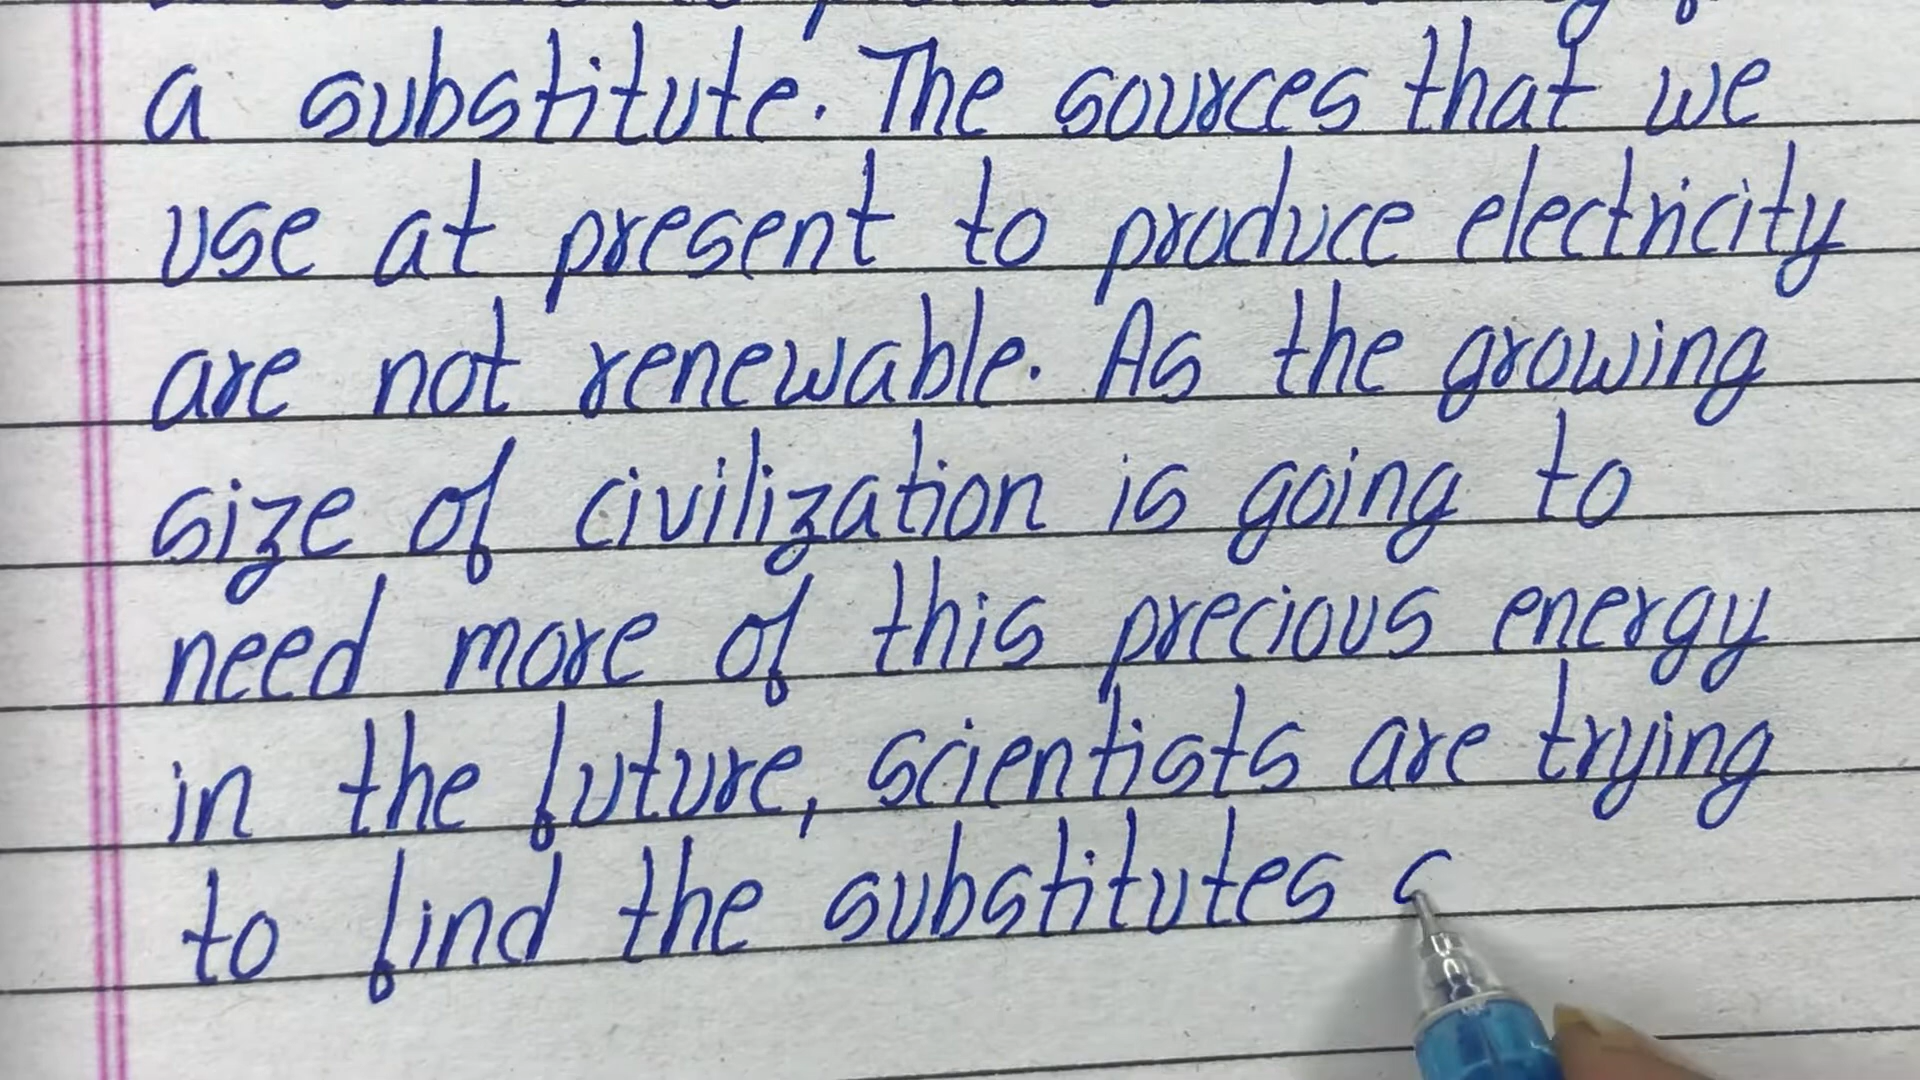 a substitute. The sources that we
use at present to produce electricity
are not renewable. As the growing
size of civilization is going to
need more of this precious energy
in the future, scientists are trying
to find the substitutes